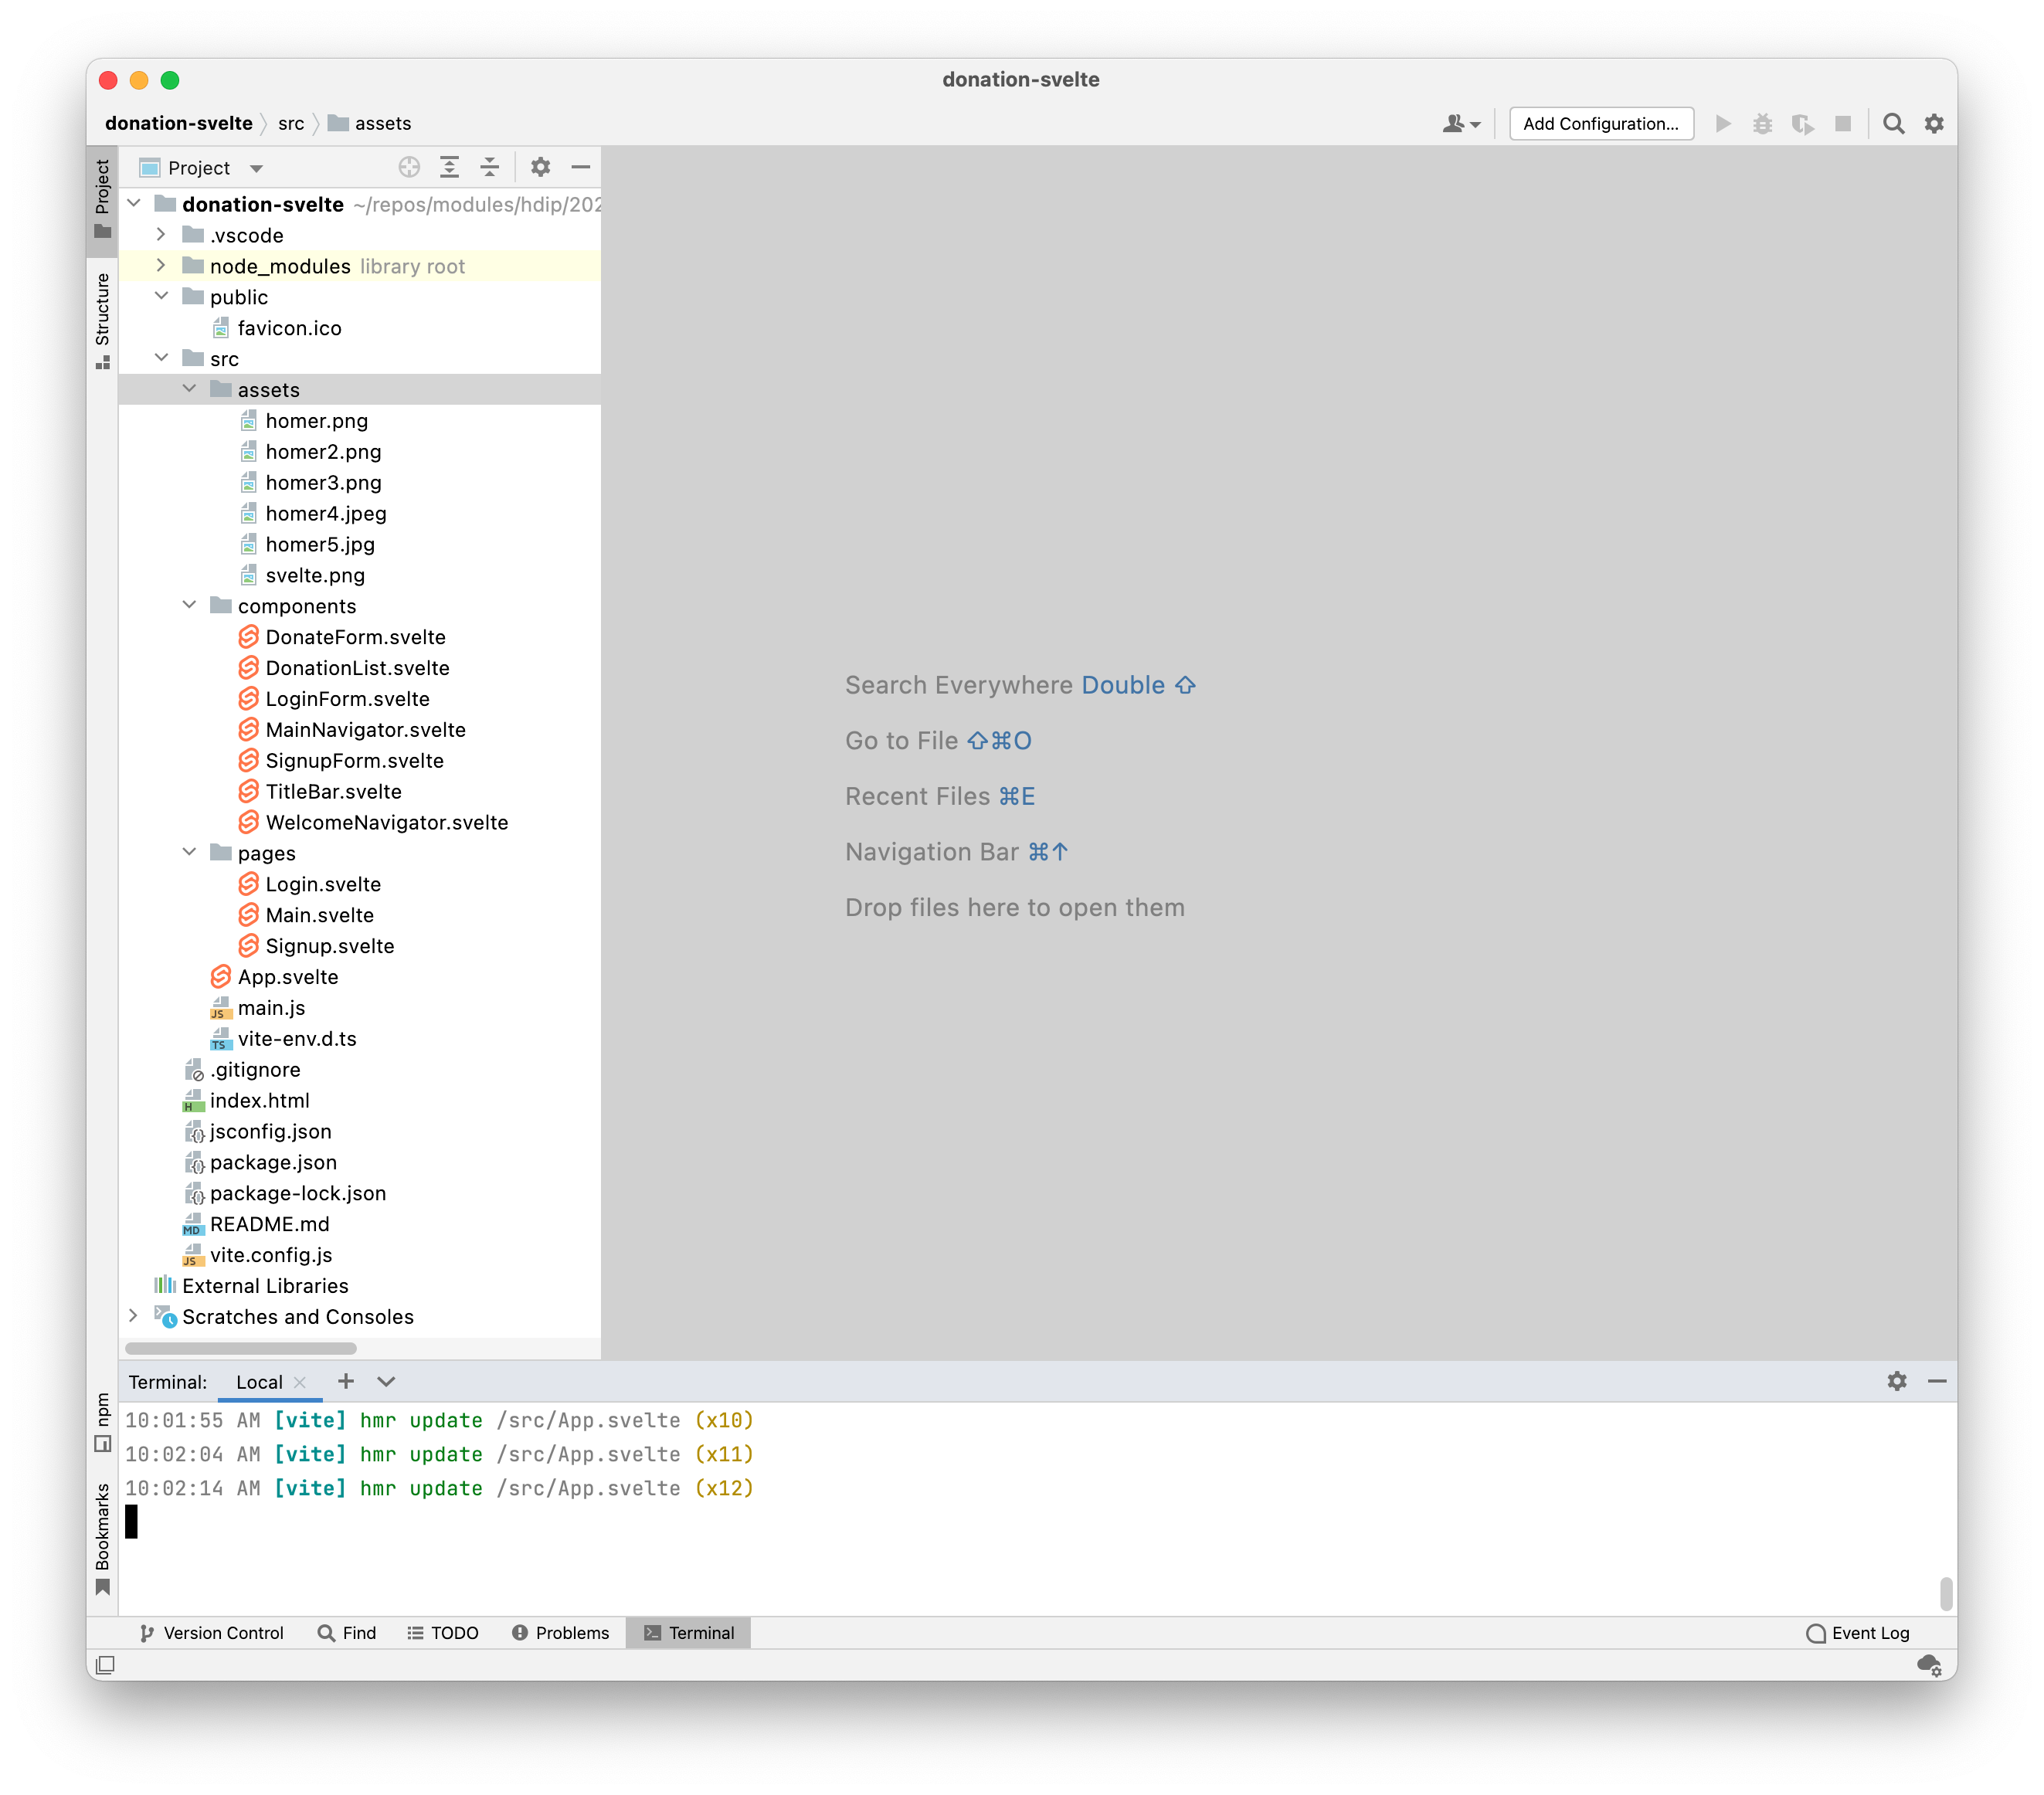 donation-svelte
donation-svelte src assets
Add Configuration...
Project
Project
Structure
donation-svelte ~/repos/modules/hdip/202
.vscode
node_modules library root
public
favicon.ico
src
assets
homer.png
homer2.png
homer3.png
homer4.jpeg
homer5.jpg
svelte.png
components
DonateForm.svelte
DonationList.svelte
LoginForm.svelte
MainNavigator.svelte
SignupForm.svelte
TitleBar.svelte
WelcomeNavigator.svelte
pages
Login.svelte
Main.svelte
Signup.svelte
App.svelte
JS main.js
TS vite-env.d.ts
.gitignore
H index.html
jsconfig.json
package.json
package-lock.json
MD README.md
JS vite.config.js
External Libraries
Scratches and Consoles
Search Everywhere Double ⇧
Go to File ⇧⌘O
Recent Files ⌘E
Navigation Bar ⌘↑
Drop files here to open them
npm
Bookmarks
Terminal: Local
10:01:55 AM [vite] hmr update /src/App.svelte (x10)
10:02:04 AM [vite] hmr update /src/App.svelte (x11)
10:02:14 AM [vite] hmr update /src/App.svelte (x12)
Version Control Find TODO Problems Terminal Event Log